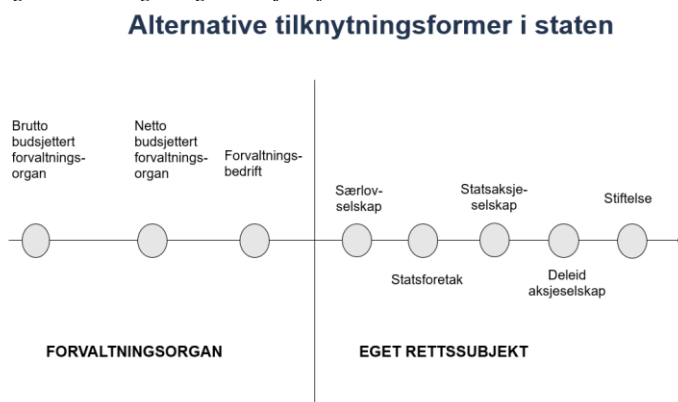 Alternative tilknytningsformer i staten
Brutto
budsjettert
forvaltnings-
organ
Netto
budsjettert
forvaltnings-
organ
Forvaltnings-
bedrift
Særlov-
selskap
Statsforetak
Statsaksje-
selskap
Deleid
aksjeselskap
Stiftelse
FORVALTNINGSORGAN
EGET RETTSSUBJEKT